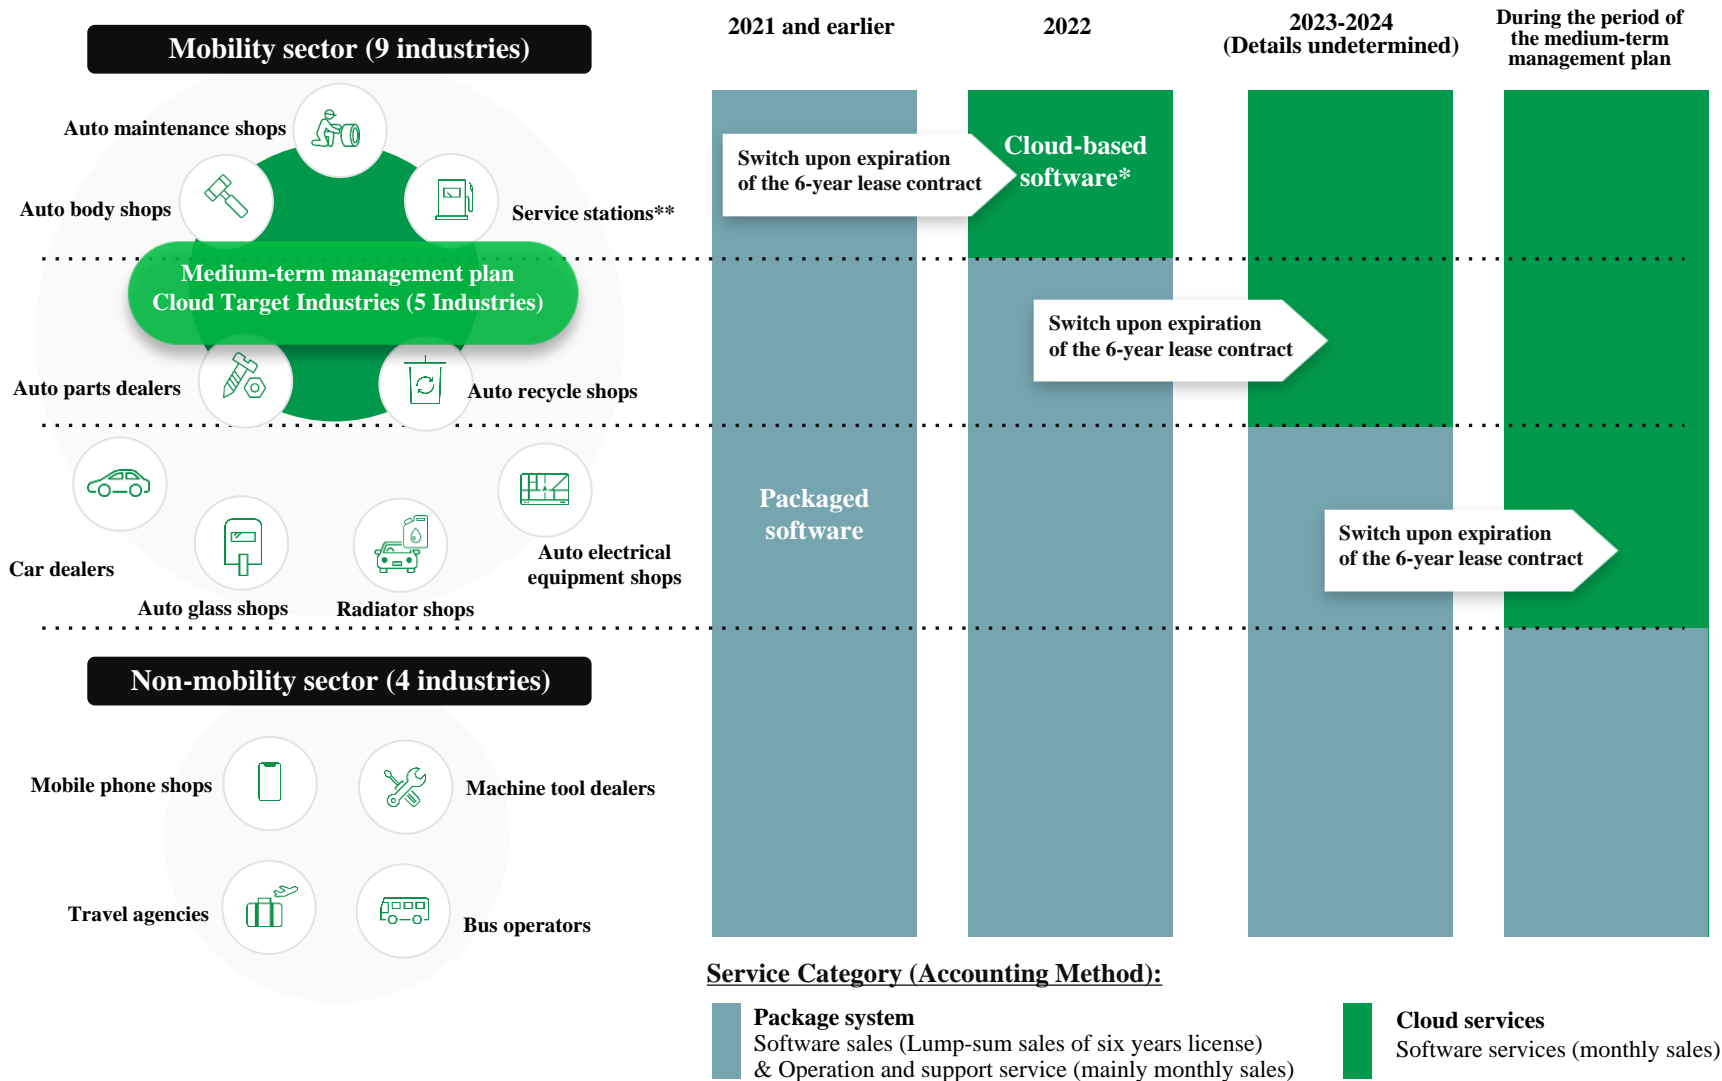 Mobility sector (9 industries)
Auto maintenance shops
Auto body shops
Service stations**
Medium-term management plan
Cloud Target Industries (5 Industries)
Auto parts dealers
Auto recycle shops
Car dealers
Auto glass shops
Radiator shops
Auto electrical
equipment shops
Non-mobility sector (4 industries)
Mobile phone shops
Machine tool dealers
Travel agencies
Bus operators
2021 and earlier
2022
2023-2024
(Details undetermined)
During the period of
the medium-term
management plan
Switch upon expiration
of the 6-year lease contract
Cloud-based
software*
Switch upon expiration
of the 6-year lease contract
Packaged
software
Switch upon expiration
of the 6-year lease contract
Service Category (Accounting Method):
Package system
Software sales (Lump-sum sales of six years license)
& Operation and support service (mainly monthly sales)
Cloud services
Software services (monthly sales)